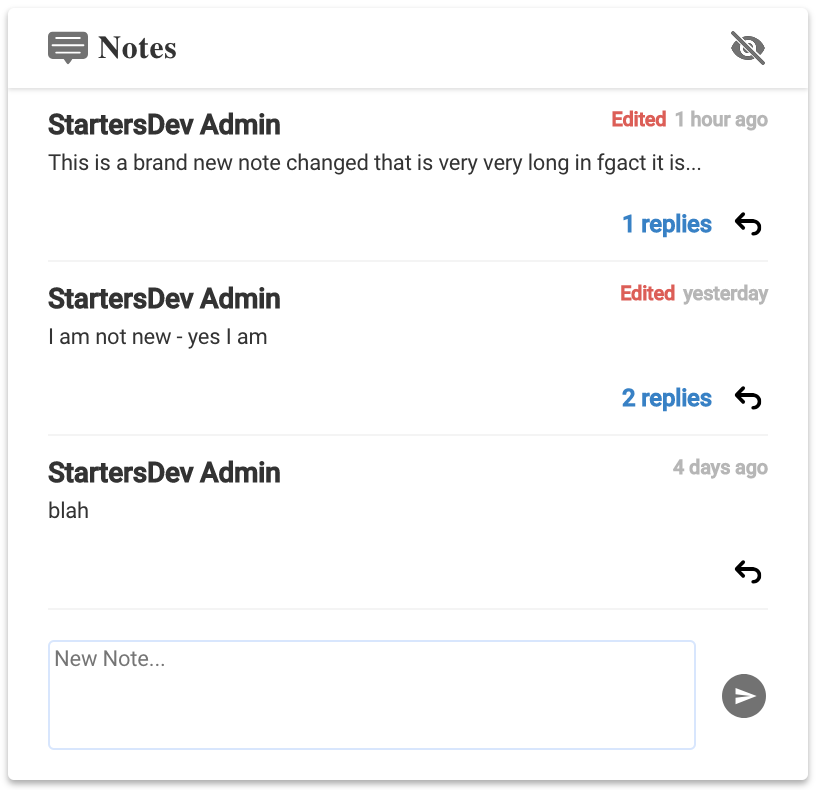 Notes
StartersDev Admin
Edited 1 hour ago
This is a brand new note changed that is very very long in fgact it is...
1 replies
StartersDev Admin
Edited yesterday
I am not new - yes I am
2 replies
StartersDev Admin
4 days ago
blah
New Note...